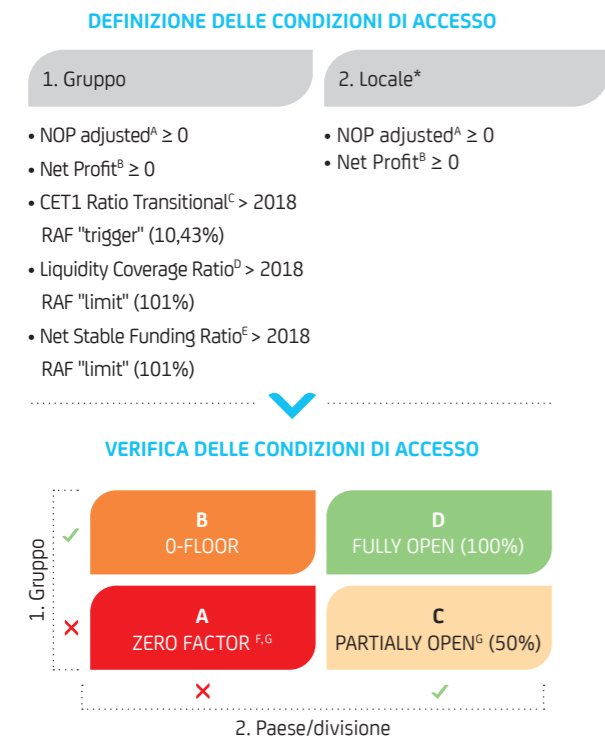 DEFINIZIONE DELLE CONDIZIONI DI ACCESSO
1. Gruppo
• NOP adjustedᴬ ≥ 0
• Net Profitᴮ ≥ 0
• CET1 Ratio Transitionalᶜ > 2018
RAF "trigger" (10,43%)
• Liquidity Coverage Ratioᴰ > 2018
RAF "limit" (101%)
• Net Stable Funding Ratioᴱ > 2018
RAF "limit" (101%)
2. Locale*
• NOP adjustedᴬ ≥ 0
• Net Profitᴮ ≥ 0
VERIFICA DELLE CONDIZIONI DI ACCESSO
1. Gruppo
B
0-FLOOR
D
FULLY OPEN (100%)
A
ZERO FACTOR F,G
C
PARTIALLY OPENᴳ (50%)
2. Paese/divisione